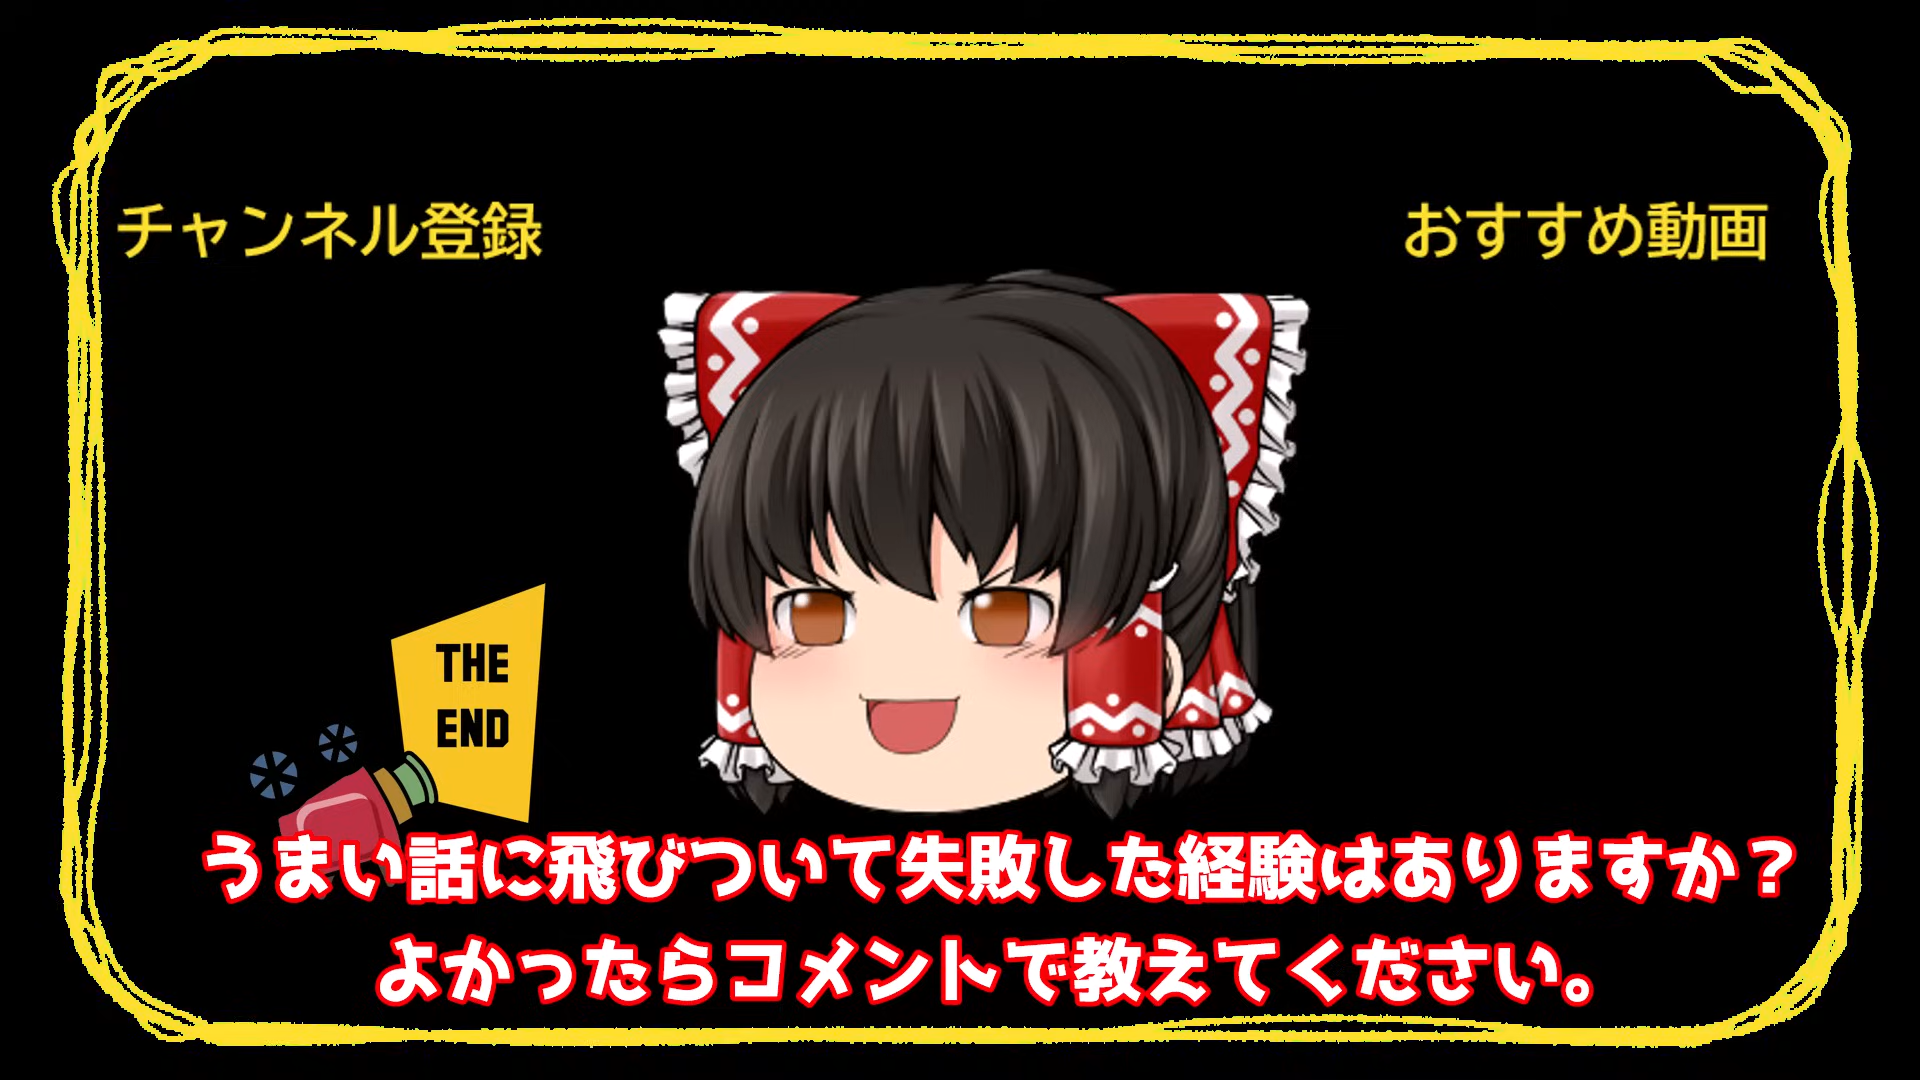 チャンネル登録
おすすめ動画
THE
END
うまい話に飛びついて失敗した経験はありますか?
よかったらコメントで教えてください。